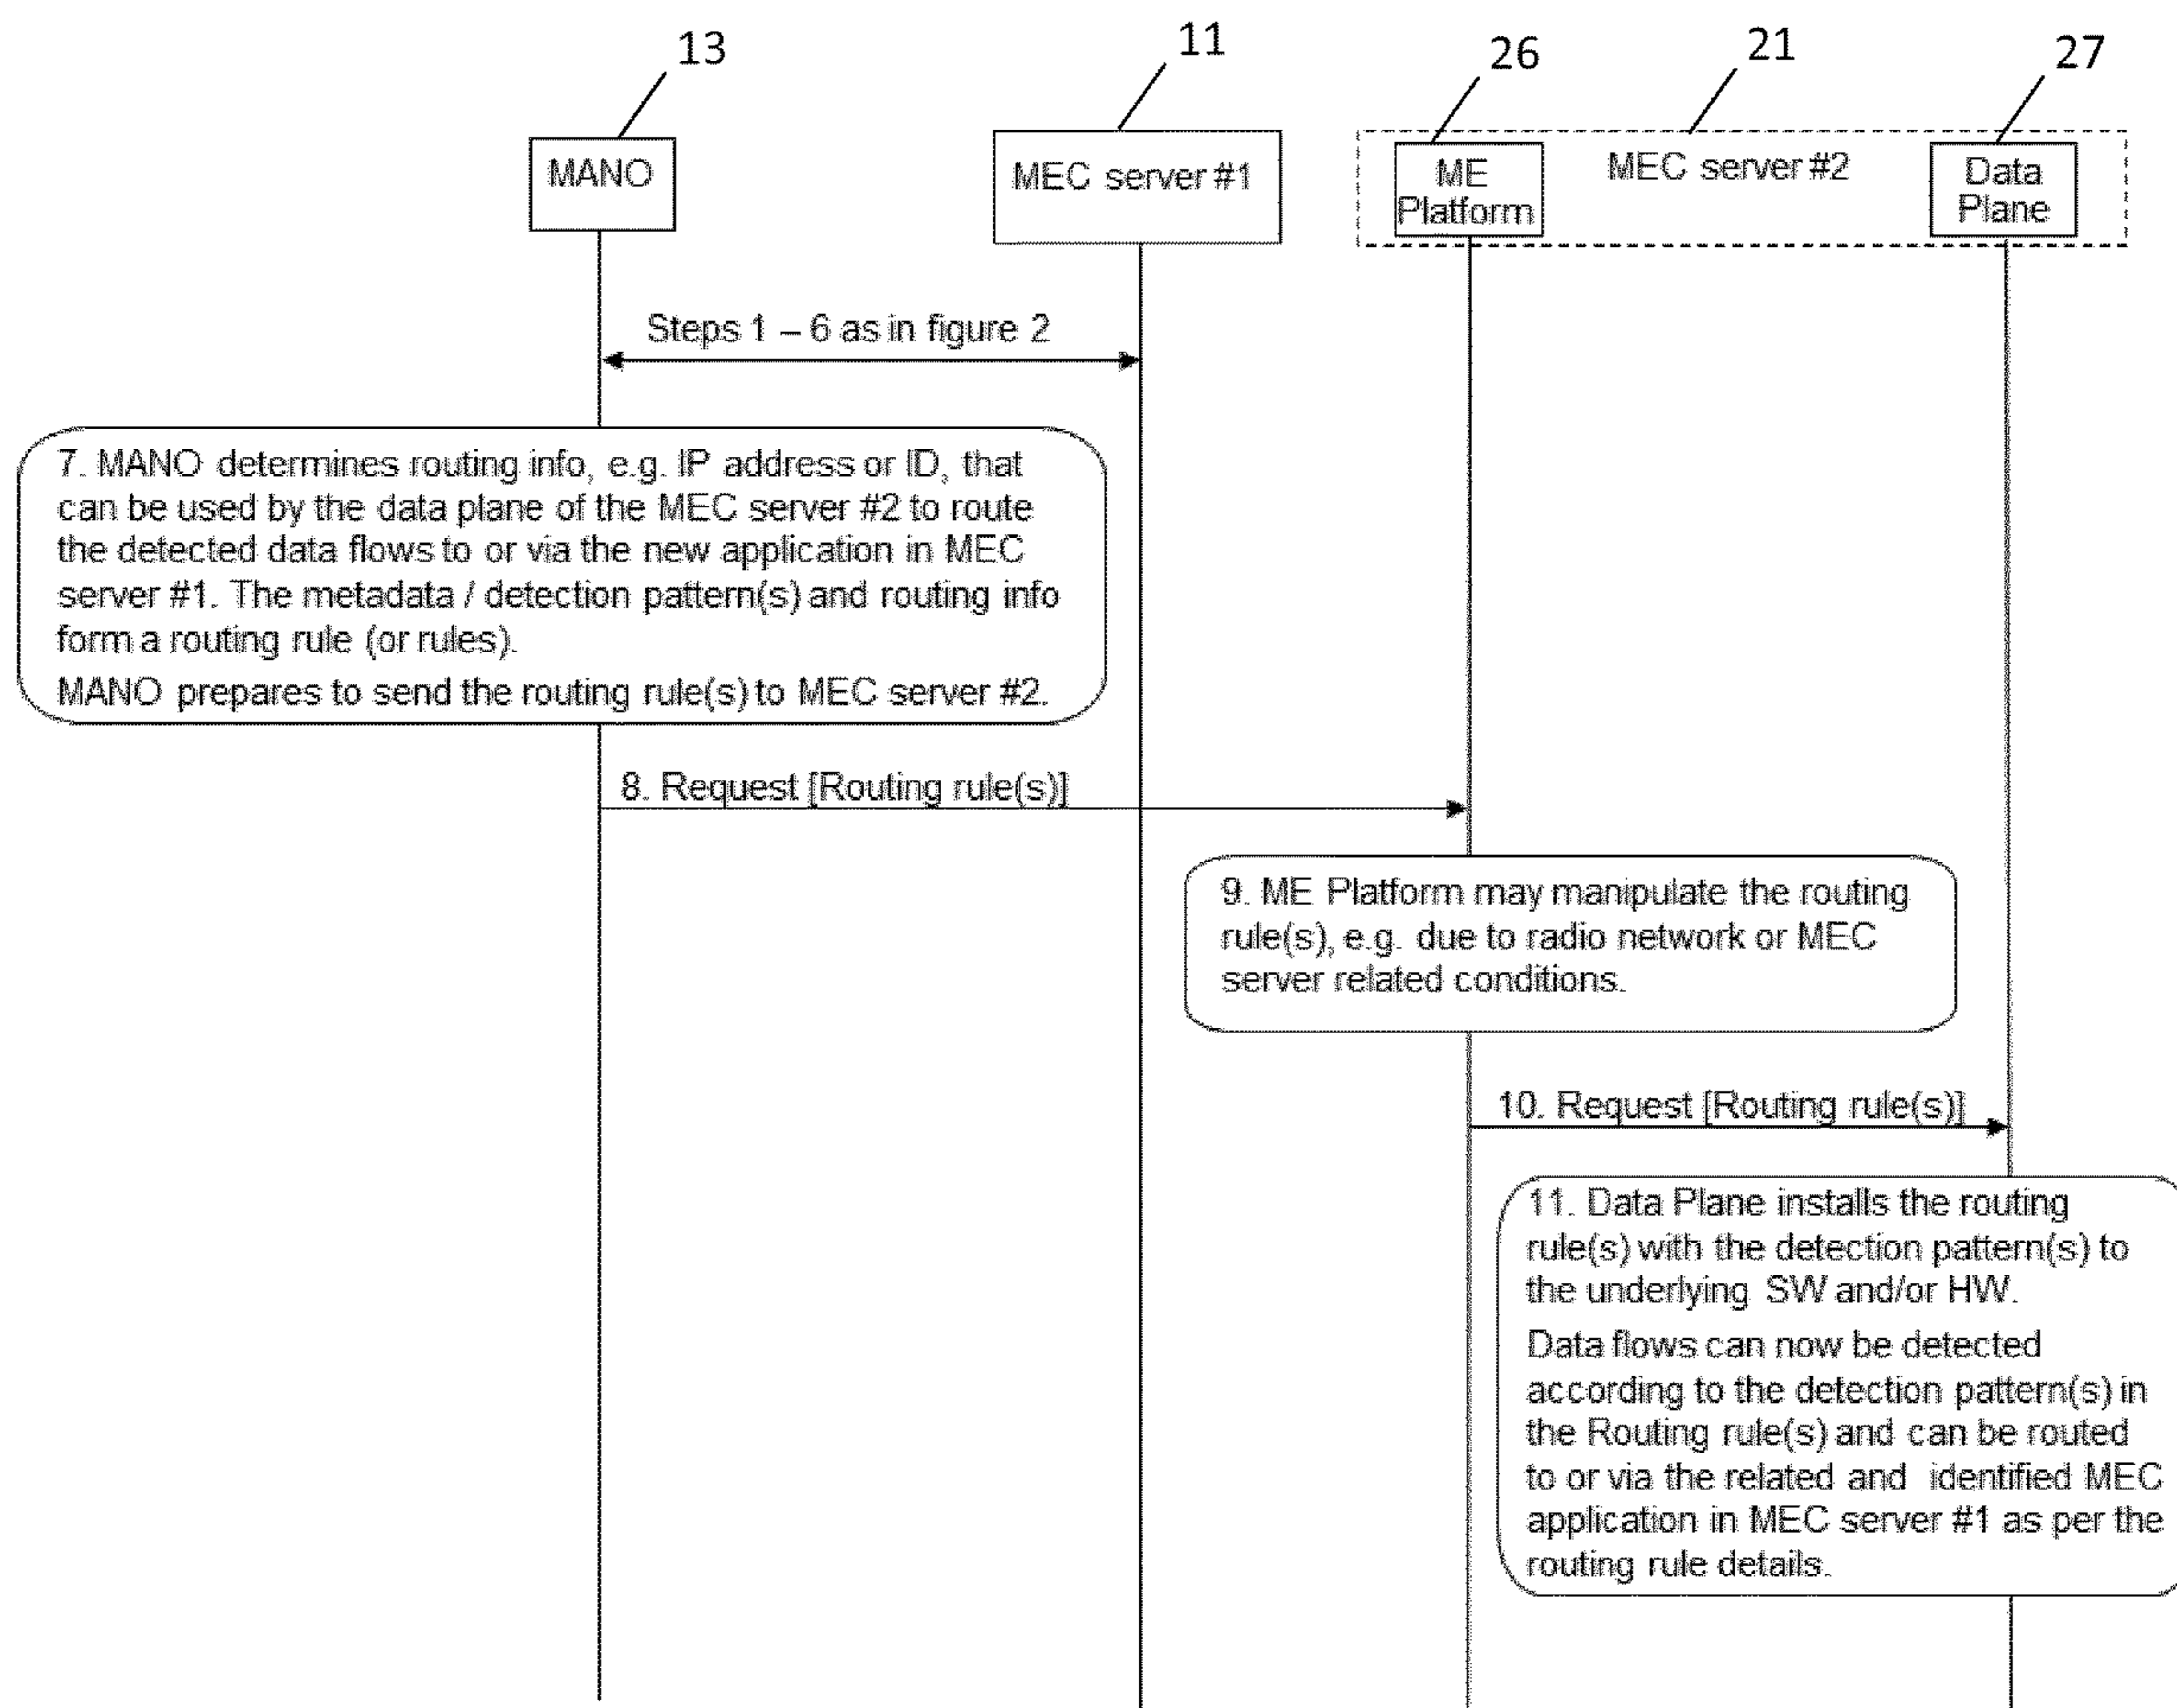 13
11
26
21
27
MANO
MEC server #1
ME
Platform
MEC server #2
Data
Plane
Steps 1 – 6 as in figure 2
7. MANO determines routing info, e.g. IP address or ID, that
can be used by the data plane of the MEC server #2 to route
the detected data flows to or via the new application in MEC
server #1. The metadata / detection pattern(s) and routing info
form a routing rule (or rules).
MANO prepares to send the routing rule(s) to MEC server #2.
8. Request [Routing rule(s)]
9. ME Platform may manipulate the routing
rule(s), e.g. due to radio network or MEC
server related conditions.
10. Request [Routing rule(s)]
11. Data Plane installs the routing
rule(s) with the detection pattern(s) to
the underlying SW and/or HW.
Data flows can now be detected
according to the detection pattern(s) in
the Routing rule(s) and can be routed
to or via the related and identified MEC
application in MEC server #1 as per the
routing rule details.